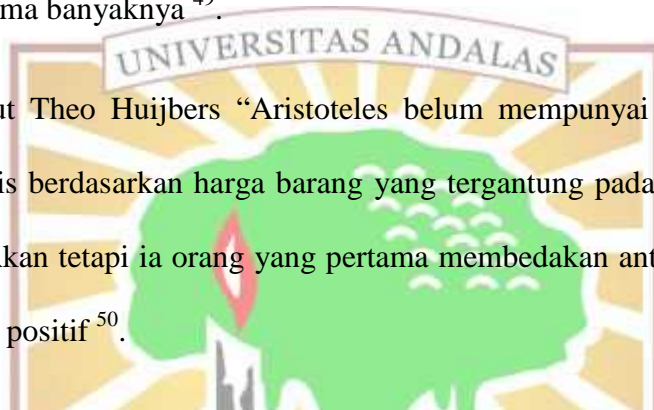 ma banyaknya 49.
UNIVERSITAS ANDALAS
ut Theo Huijbers “Aristoteles belum mempunyai
is berdasarkan harga barang yang tergantung pada
kan tetapi ia orang yang pertama membedakan ant
positif 50.